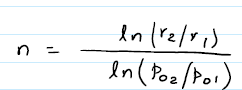 n = ln(r₂/r₁) / ln(p₀₂/p₀₁)